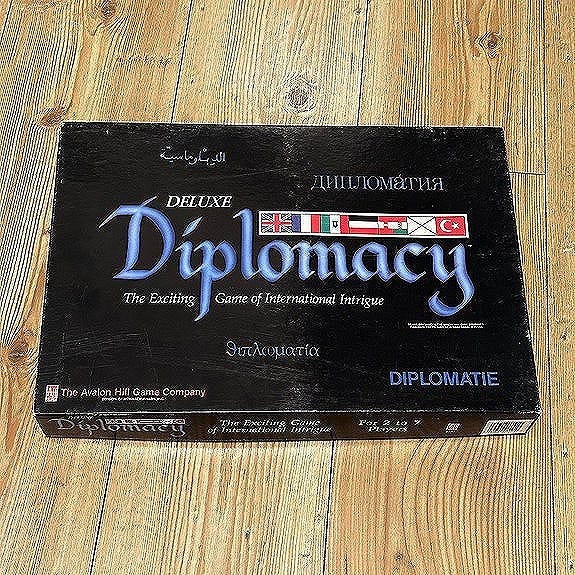 الدبلوماسية
ДИПЛОМáТИЯ
DELUXE
Diplomacy
The Exciting Game of International Intrigue
διπλωματία
DIPLOMATIE
The Avalon Hill Game Company
Diplomacy
The Exciting Game
of International Intrigue
For 2 to 7
Players